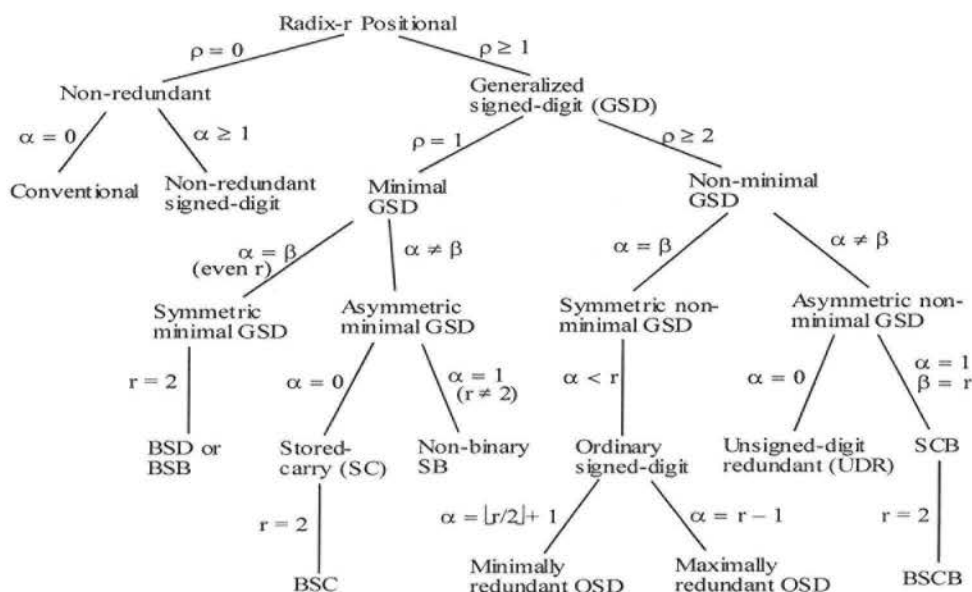 Radix-r Positional
ρ = 0
ρ ≥ 1
Non-redundant
Generalized
signed-digit (GSD)
α = 0
α ≥ 1
ρ = 1
ρ ≥ 2
Conventional
Non-redundant
signed-digit
Minimal
GSD
Non-minimal
GSD
α = β
(even r)
α ≠ β
α = β
α ≠ β
Symmetric
minimal GSD
Asymmetric
minimal GSD
Symmetric non-
minimal GSD
Asymmetric non-
minimal GSD
r = 2
α = 0
α = 1
(r ≠ 2)
α < r
α = 0
α = 1
β = r
BSD or
BSB
Stored-
carry (SC)
Non-binary
SB
Ordinary
signed-digit
Unsigned-digit
redundant (UDR)
SCB
r = 2
α = ⌊r/2⌋ + 1
α = r − 1
r = 2
BSC
Minimally
redundant OSD
Maximally
redundant OSD
BSCB